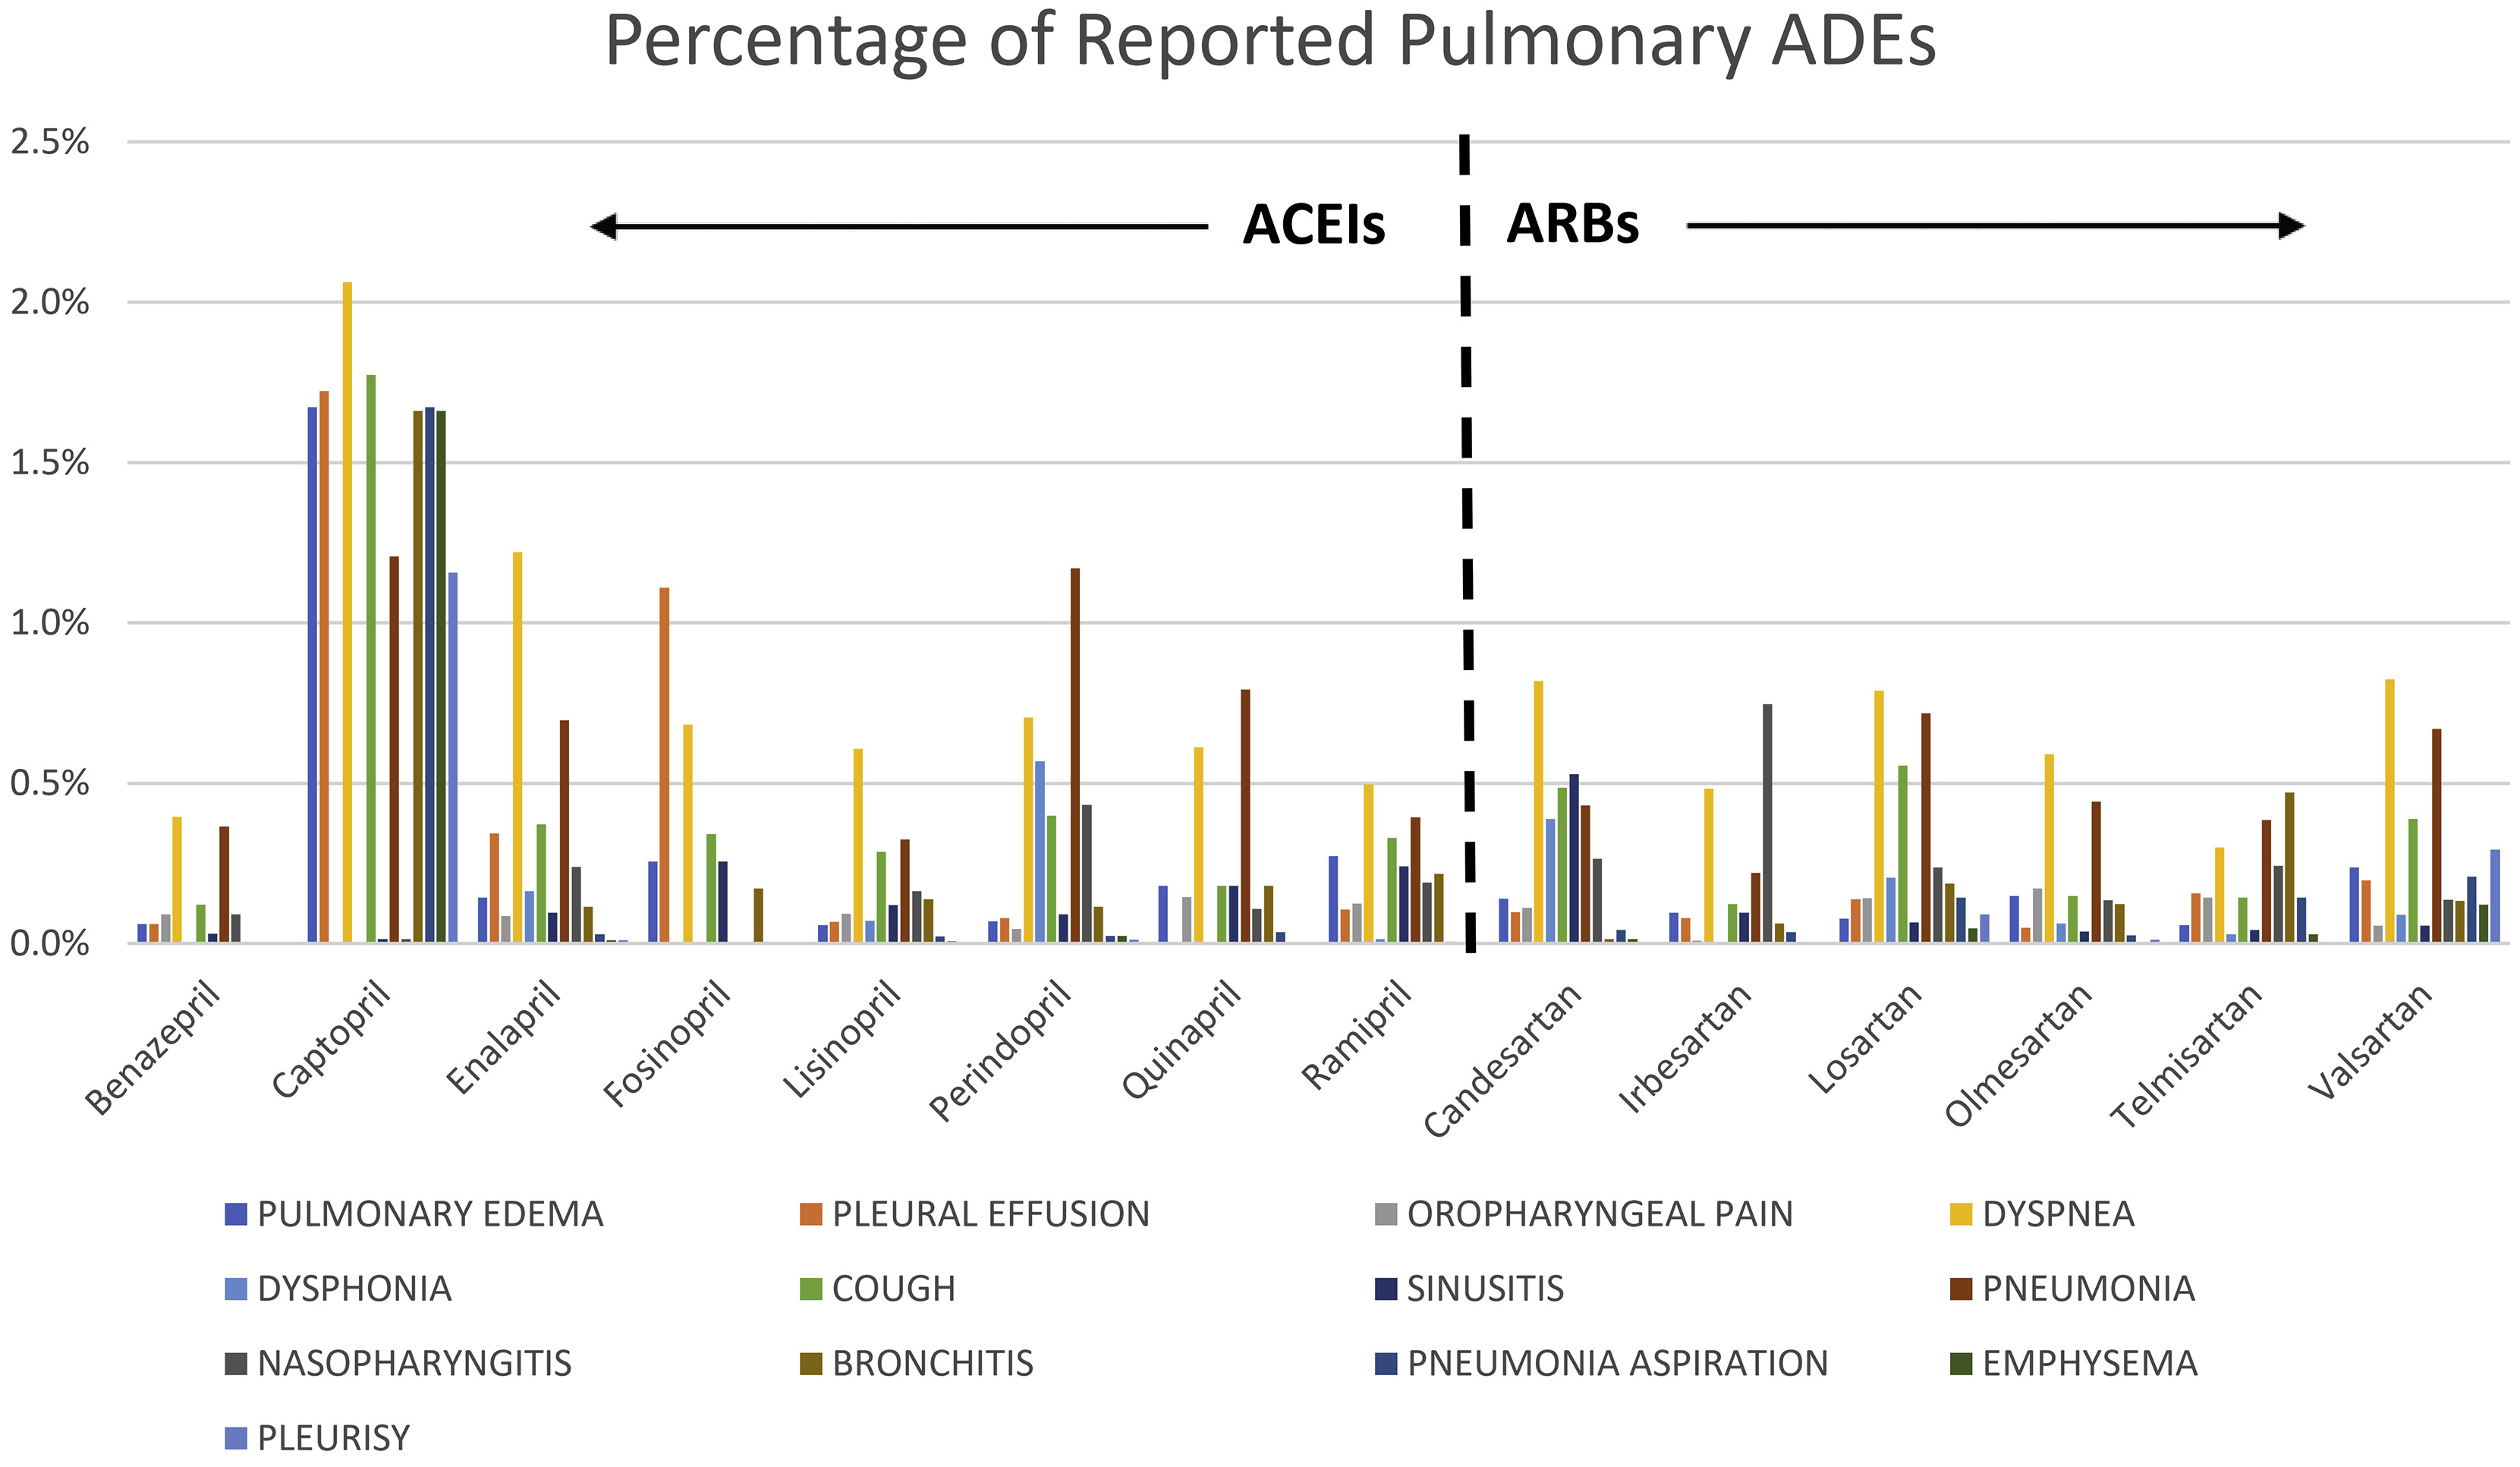 Percentage of Reported Pulmonary ADEs
2.5%
ACEIs ARBs
2.0%
1.5%
1.0%
0.5%
0.0%
Benazepril Captopril Enalapril Fosinopril Lisinopril Perindopril Quinapril Ramipril Candesartan Irbesartan Losartan Olmesartan Telmisartan Valsartan
PULMONARY EDEMA PLEURAL EFFUSION OROPHARYNGEAL PAIN DYSPNEA
DYSPHONIA COUGH SINUSITIS PNEUMONIA
NASOPHARYNGITIS BRONCHITIS PNEUMONIA ASPIRATION EMPHYSEMA
PLEURISY